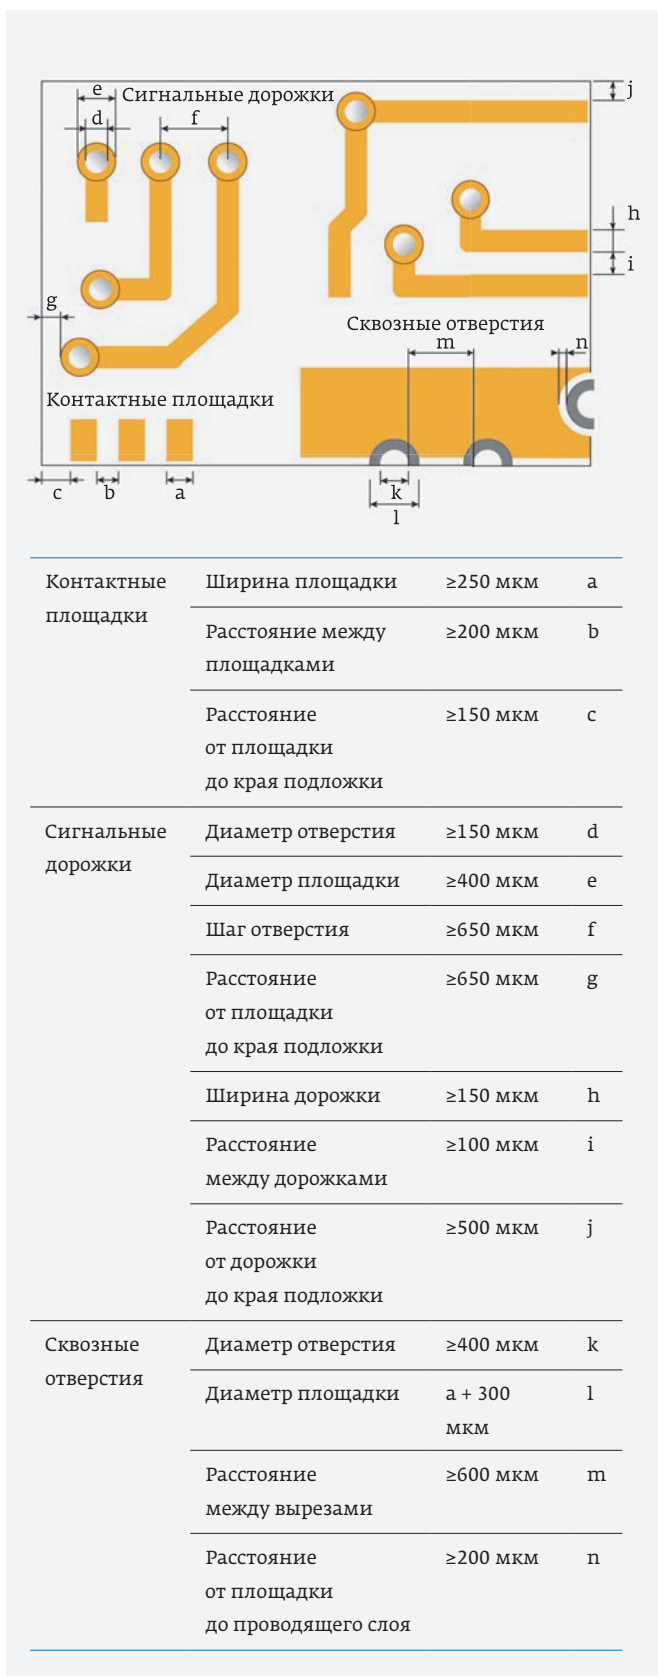 e
Сигнальные дорожки
j
d
f
h
i
g
Сквозные отверстия
m
n
Контактные площадки
c
b
a
k
l
Контактные
площадки
Ширина площадки
≥250 мкм
a
Расстояние между
площадками
≥200 мкм
b
Расстояние
от площадки
до края подложки
≥150 мкм
c
Сигнальные
дорожки
Диаметр отверстия
≥150 мкм
d
Диаметр площадки
≥400 мкм
e
Шаг отверстия
≥650 мкм
f
Расстояние
от площадки
до края подложки
≥650 мкм
g
Ширина дорожки
≥150 мкм
h
Расстояние
между дорожками
≥100 мкм
i
Расстояние
от дорожки
до края подложки
≥500 мкм
j
Сквозные
отверстия
Диаметр отверстия
≥400 мкм
k
Диаметр площадки
a + 300
мкм
l
Расстояние
между вырезами
≥600 мкм
m
Расстояние
от площадки
до проводящего слоя
≥200 мкм
n